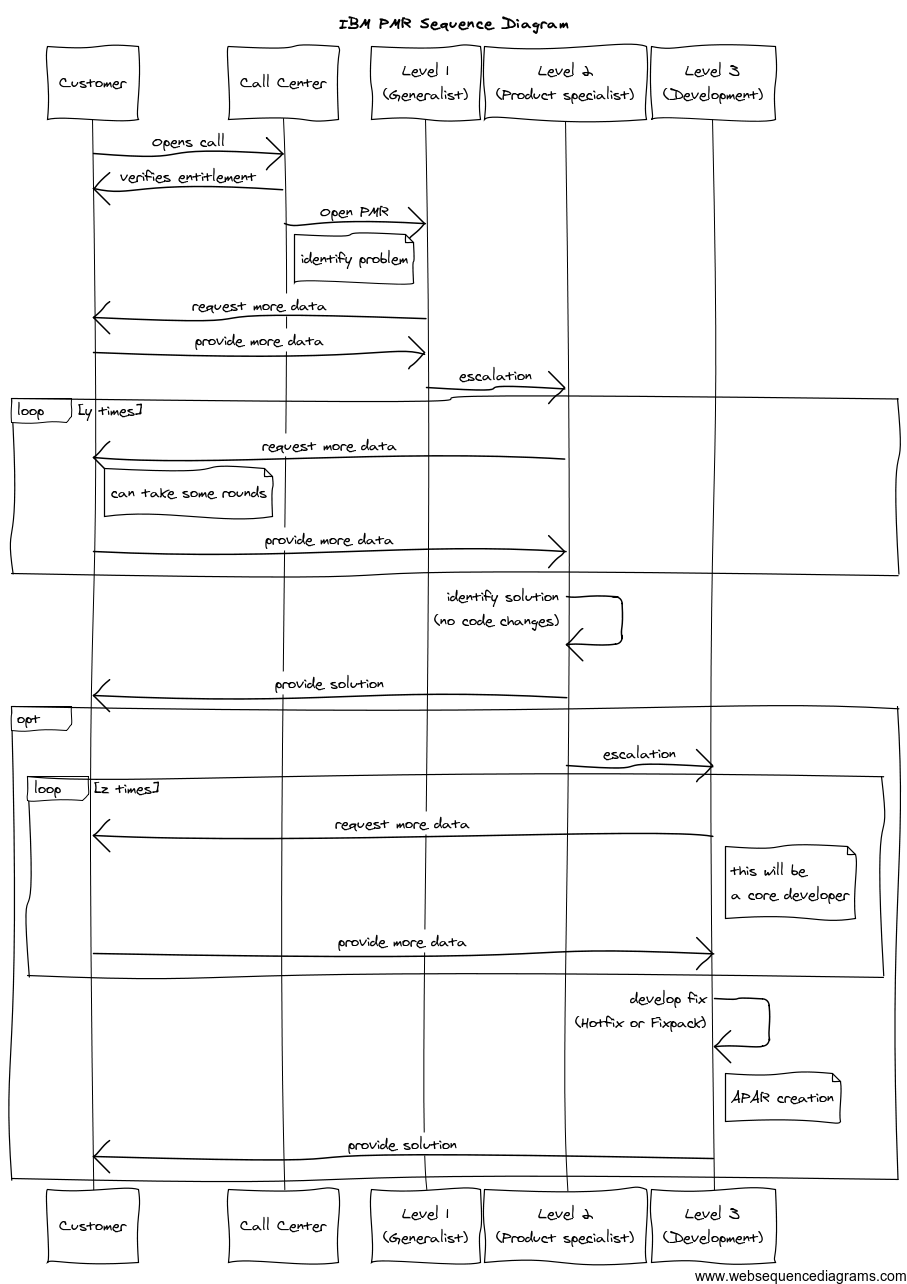 IBM PMR Sequence Diagram
Customer
Call Center
Level 1
(Generalist)
Level 2
(Product specialist)
Level 3
(Development)
Opens call
verifies entitlement
Open PMR
identify problem
request more data
provide more data
escalation
loop [y times]
request more data
can take some rounds
provide more data
identify solution
(no code changes)
provide solution
opt
escalation
loop [z times]
request more data
this will be
a core developer
provide more data
develop fix
(Hotfix or Fixpack)
APAR creation
provide solution
Customer
Call Center
Level 1
(Generalist)
Level 2
(Product specialist)
Level 3
(Development)
www.websequencediagrams.com